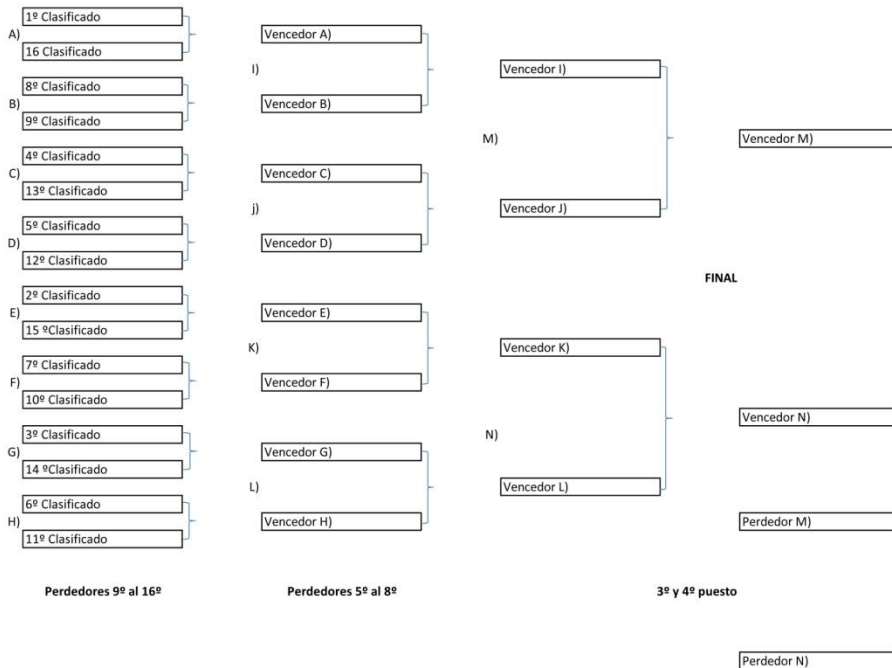 A)
1º Clasificado
16 Clasificado
B)
8º Clasificado
9º Clasificado
C)
4º Clasificado
13º Clasificado
D)
5º Clasificado
12º Clasificado
E)
2º Clasificado
15 ºClasificado
F)
7º Clasificado
10º Clasificado
G)
3º Clasificado
14 ºClasificado
H)
6º Clasificado
11º Clasificado
Perdedores 9º al 16º
I)
Vencedor A)
Vencedor B)
j)
Vencedor C)
Vencedor D)
K)
Vencedor E)
Vencedor F)
L)
Vencedor G)
Vencedor H)
Perdedores 5º al 8º
M)
Vencedor I)
Vencedor J)
N)
Vencedor K)
Vencedor L)
Vencedor M)
FINAL
Vencedor N)
Perdedor M)
3º y 4º puesto
Perdedor N)